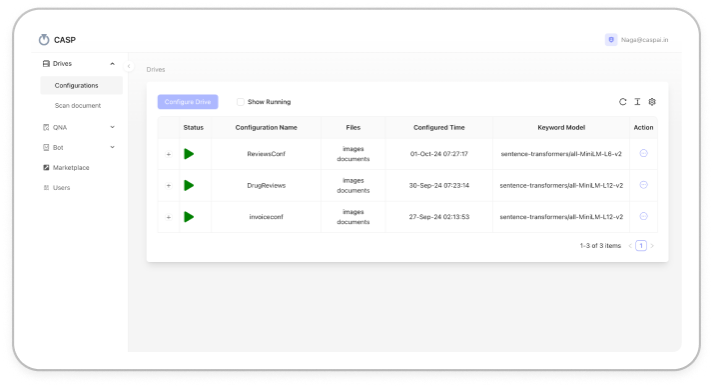 CASP
Naga@caspai.in
Drives
Configurations
Scan document
QNA
Bot
Marketplace
Users
Drives
Configure Drive
Show Running
Status Configuration Name Files Configured Time Keyword Model Action
+ ReviewsConf images documents 01-Oct-24 07:27:17 sentence-transformers/all-MiniLM-L6-v2
+ DrugReviews images documents 30-Sep-24 07:23:14 sentence-transformers/all-MiniLM-L12-v2
+ invoiceconf images documents 27-Sep-24 02:13:53 sentence-transformers/all-MiniLM-L12-v2
1-3 of 3 items < 1 >